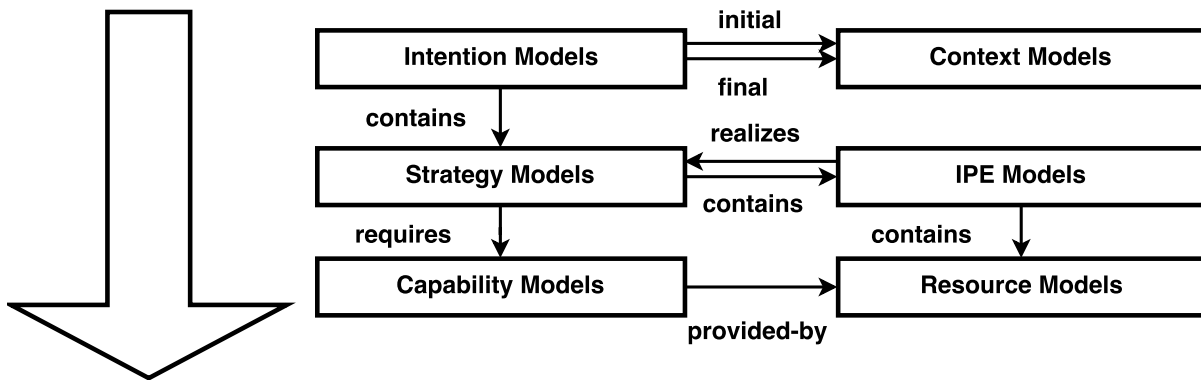 initial
Intention Models
Context Models
final
contains
realizes
Strategy Models
IPE Models
contains
requires
contains
Capability Models
Resource Models
provided-by